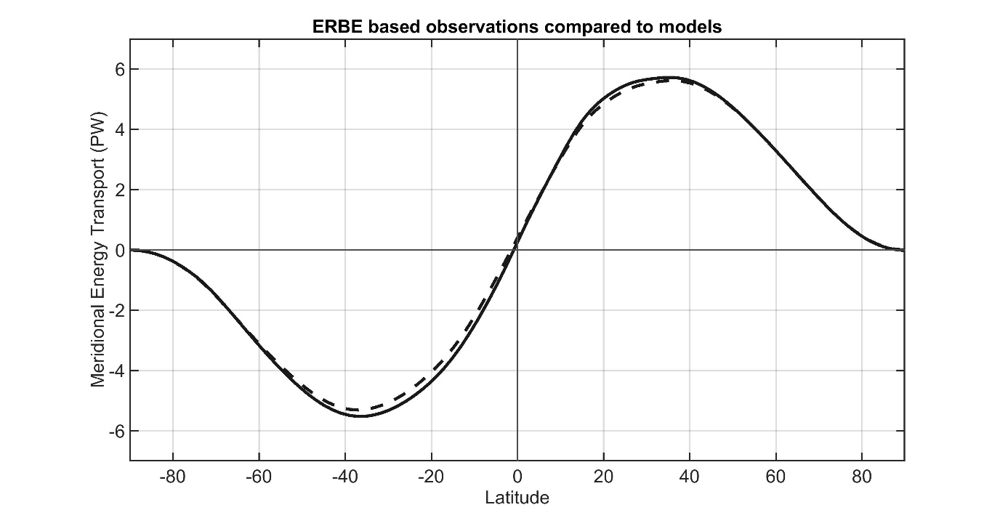 ERBE based observations compared to models
Meridional Energy Transport (PW)
6
4
2
0
-2
-4
-6
-80 -60 -40 -20 0 20 40 60 80
Latitude